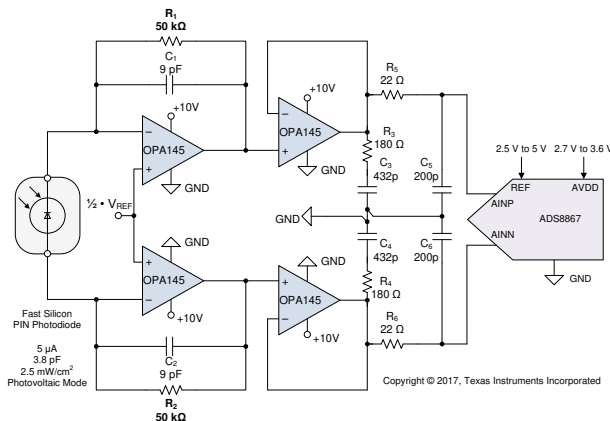 R1
50 kΩ
C1
9 pF
+10V
−
OPA145
+
GND
+10V
−
OPA145
+
GND
R5
22 Ω
R3
180 Ω
C3
432p
C5
200p
2.5 V to 5 V
2.7 V to 3.6 V
REF
AVDD
AINP
ADS8867
AINN
GND
½ • VREF
GND
GND
+
OPA145
−
+10V
GND
+
OPA145
−
+10V
C4
432p
C6
200p
R4
180 Ω
R6
22 Ω
C2
9 pF
R2
50 kΩ
Fast Silicon
PIN Photodiode
5 μA
3.8 pF
2.5 mW/cm²
Photovoltaic Mode
Copyright © 2017, Texas Instruments Incorporated